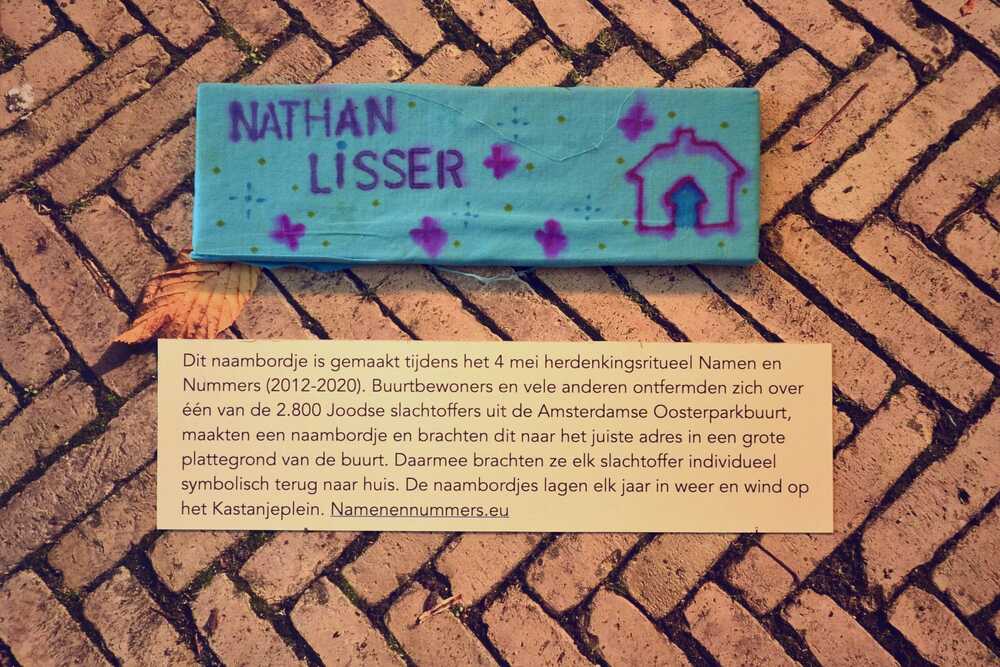 NATHAN
LISSER
Dit naambordje is gemaakt tijdens het 4 mei herdenkingsritueel Namen en
Nummers (2012-2020). Buurtbewoners en vele anderen ontfermden zich over
één van de 2.800 Joodse slachtoffers uit de Amsterdamse Oosterparkbuurt,
maakten een naambordje en brachten dit naar het juiste adres in een grote
plattegrond van de buurt. Daarmee brachten ze elk slachtoffer individueel
symbolisch terug naar huis. De naambordjes lagen elk jaar in weer en wind op
het Kastanjeplein. Namenennummers.eu